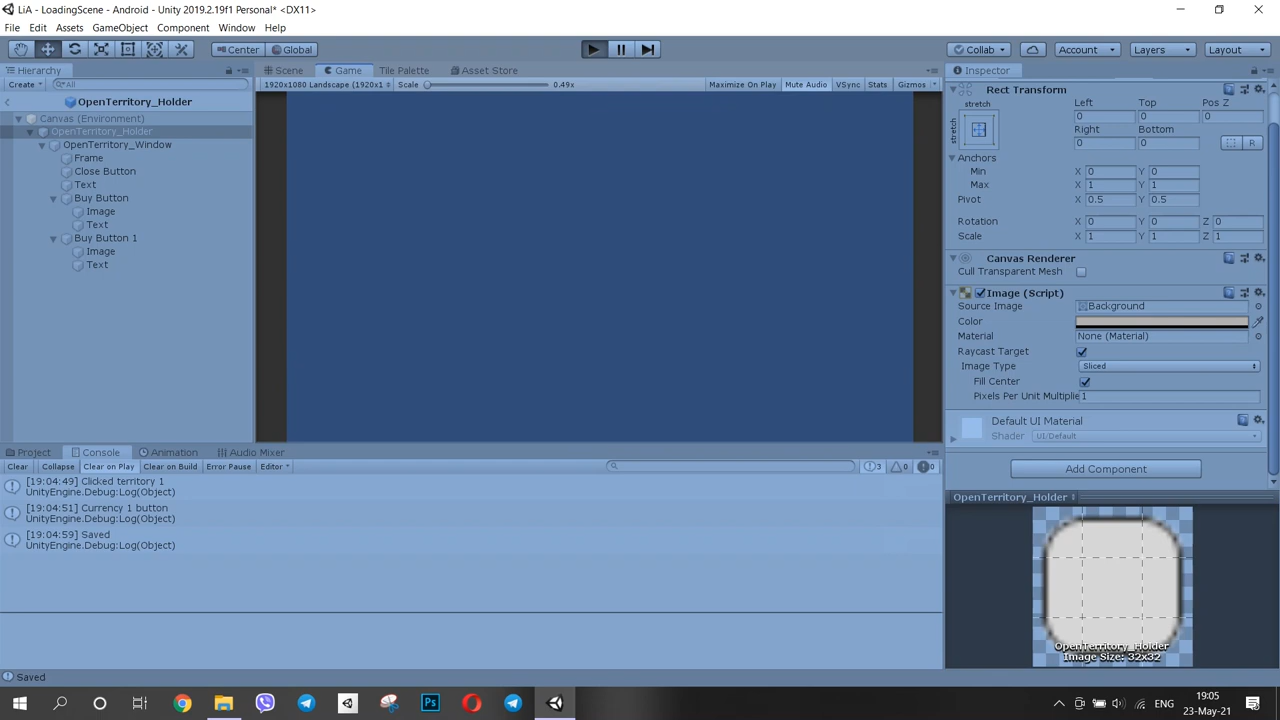 LiA - LoadingScene - Android - Unity 2019.2.19f1 Personal* <DX11>
File Edit Assets GameObject Component Window Help
Center Global Collab Account Layers Layout
Hierarchy Scene Game Tile Palette Asset Store Inspector
Create All 1920x1080 Landscape (1920x1 Scale 0.49x Maximize On Play Mute Audio VSync Stats Gizmos
OpenTerritory_Holder
Canvas (Environment)
OpenTerritory_Holder
OpenTerritory_Window
Frame
Close Button
Text
Buy Button
Image
Text
Buy Button 1
Image
Text
Rect Transform
stretch
stretch
Left Top Pos Z
0 0 0
Right Bottom
0 0 R
Anchors
Min X 0 Y 0
Max X 1 Y 1
Pivot X 0.5 Y 0.5
Rotation X 0 Y 0 Z 0
Scale X 1 Y 1 Z 1
Canvas Renderer
Cull Transparent Mesh
Image (Script)
Source Image Background
Color
Material None (Material)
Raycast Target
Image Type Sliced
Fill Center
Pixels Per Unit Multiplie 1
Default UI Material
Shader UI/Default
Add Component
OpenTerritory_Holder
OpenTerritory_Holder
Image Size: 32x32
Project Console Animation Audio Mixer
Clear Collapse Clear on Play Clear on Build Error Pause Editor 3 0 0
[19:04:49] Clicked territory 1
UnityEngine.Debug:Log(Object)
[19:04:51] Currency 1 button
UnityEngine.Debug:Log(Object)
[19:04:59] Saved
UnityEngine.Debug:Log(Object)
Saved
Ps
ENG
19:05
23-May-21